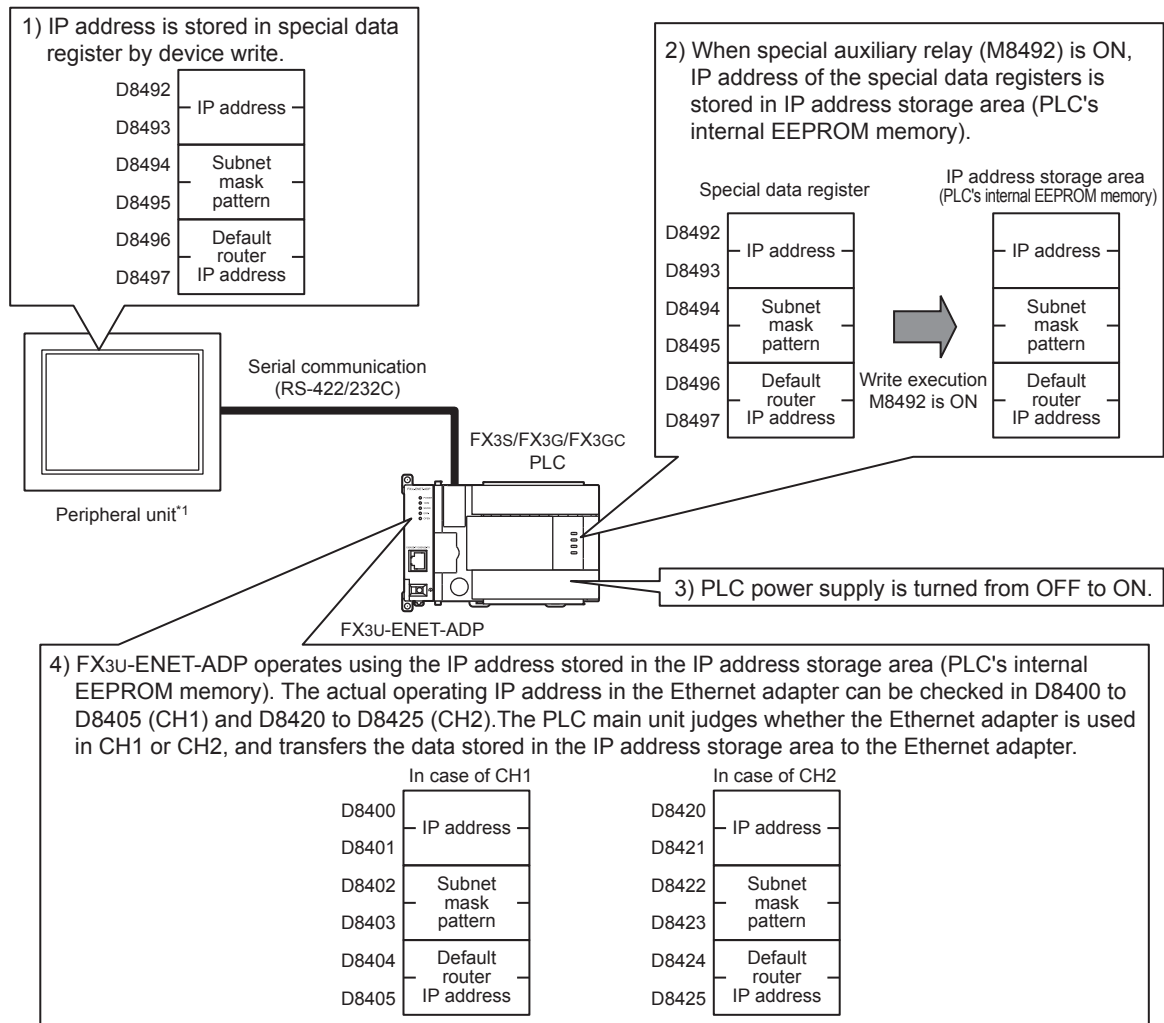 1) IP address is stored in special data
register by device write.
D8492
IP address
D8493
D8494
Subnet
mask
D8495
pattern
D8496
Default
router
D8497
IP address
2) When special auxiliary relay (M8492) is ON,
IP address of the special data registers is
stored in IP address storage area (PLC's
internal EEPROM memory).
Special data register
IP address storage area
(PLC's internal EEPROM memory)
D8492
IP address
D8493
D8494
Subnet
mask
D8495
pattern
D8496
Default
router
D8497
IP address
Write execution
M8492 is ON
IP address
Subnet
mask
pattern
Default
router
IP address
Serial communication
(RS-422/232C)
FX3S/FX3G/FX3GC
PLC
Peripheral unit*1
FX3U-ENET-ADP
3) PLC power supply is turned from OFF to ON.
4) FX3U-ENET-ADP operates using the IP address stored in the IP address storage area (PLC's internal
EEPROM memory). The actual operating IP address in the Ethernet adapter can be checked in D8400 to
D8405 (CH1) and D8420 to D8425 (CH2).The PLC main unit judges whether the Ethernet adapter is used
in CH1 or CH2, and transfers the data stored in the IP address storage area to the Ethernet adapter.
In case of CH1
D8400
IP address
D8401
D8402
Subnet
mask
D8403
pattern
D8404
Default
router
D8405
IP address
In case of CH2
D8420
IP address
D8421
D8422
Subnet
mask
D8423
pattern
D8424
Default
router
D8425
IP address